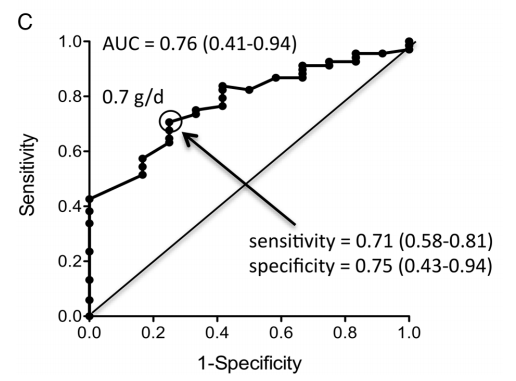 C
AUC = 0.76 (0.41-0.94)
0.7 g/d
sensitivity = 0.71 (0.58-0.81)
specificity = 0.75 (0.43-0.94)
Sensitivity
1.0
0.8
0.6
0.4
0.2
0.0
0.0 0.2 0.4 0.6 0.8 1.0
1-Specificity